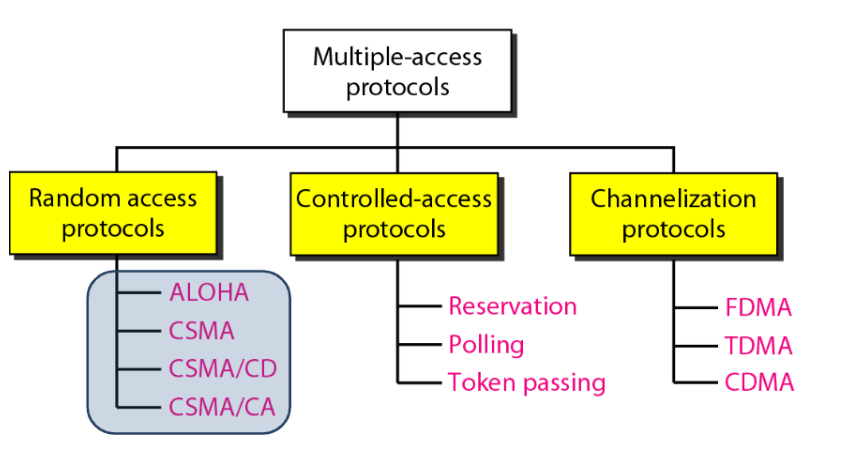 Multiple-access
protocols
Random access
protocols
Controlled-access
protocols
Channelization
protocols
ALOHA
CSMA
CSMA/CD
CSMA/CA
Reservation
Polling
Token passing
FDMA
TDMA
CDMA